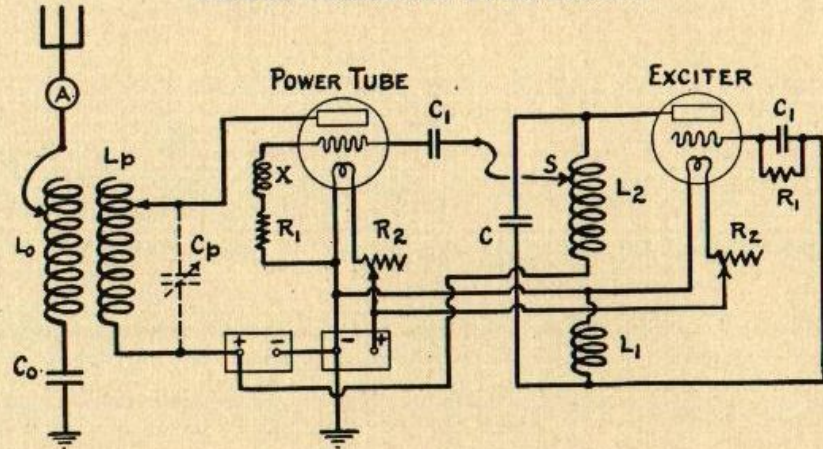 POWER TUBE
EXCITER
A
C1
C1
Lp
S
L2
R1
X
Lo
R1
R2
C
R2
Cp
L1
+ -
- +
Co